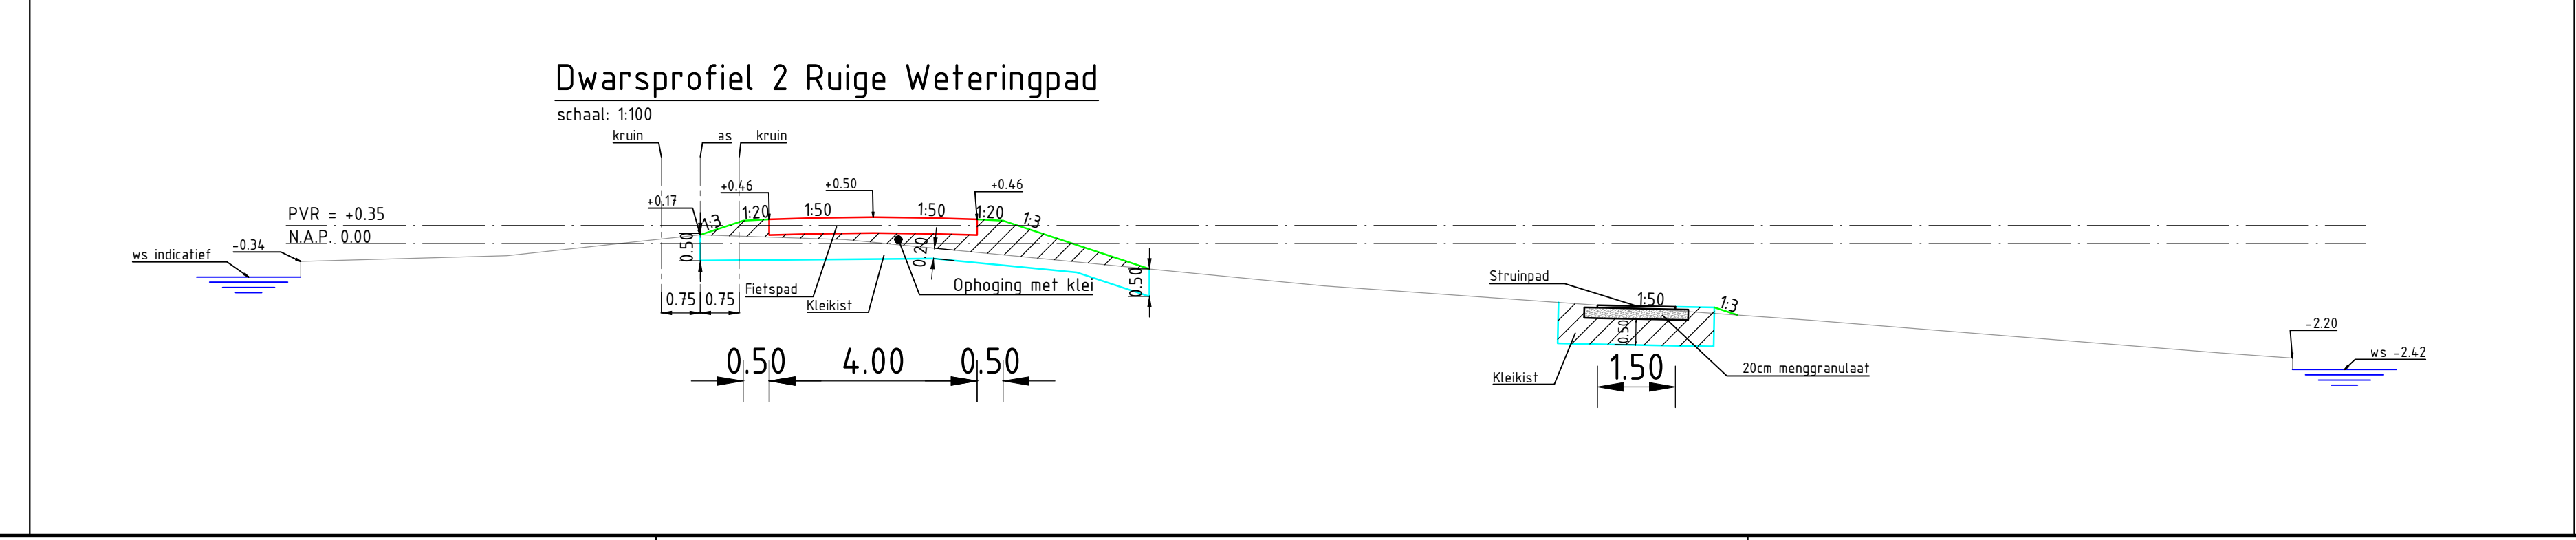 Dwarsprofiel 2 Ruige Weteringpad
schaal: 1:100
kruin
as
kruin
+0.46
+0.50
+0.46
+0.17
1:3
1:20
1:50
1:50
1:20
1:3
PVR = +0.35
N.A.P. 0.00
-0.34
ws indicatief
0.50
0.20
0.50
0.75
0.75
Fietspad
Kleikist
Ophoging met klei
0.50
4.00
0.50
Struinpad
1:50
1:3
0.50
Kleikist
1.50
20cm menggranulaat
-2.20
ws -2.42